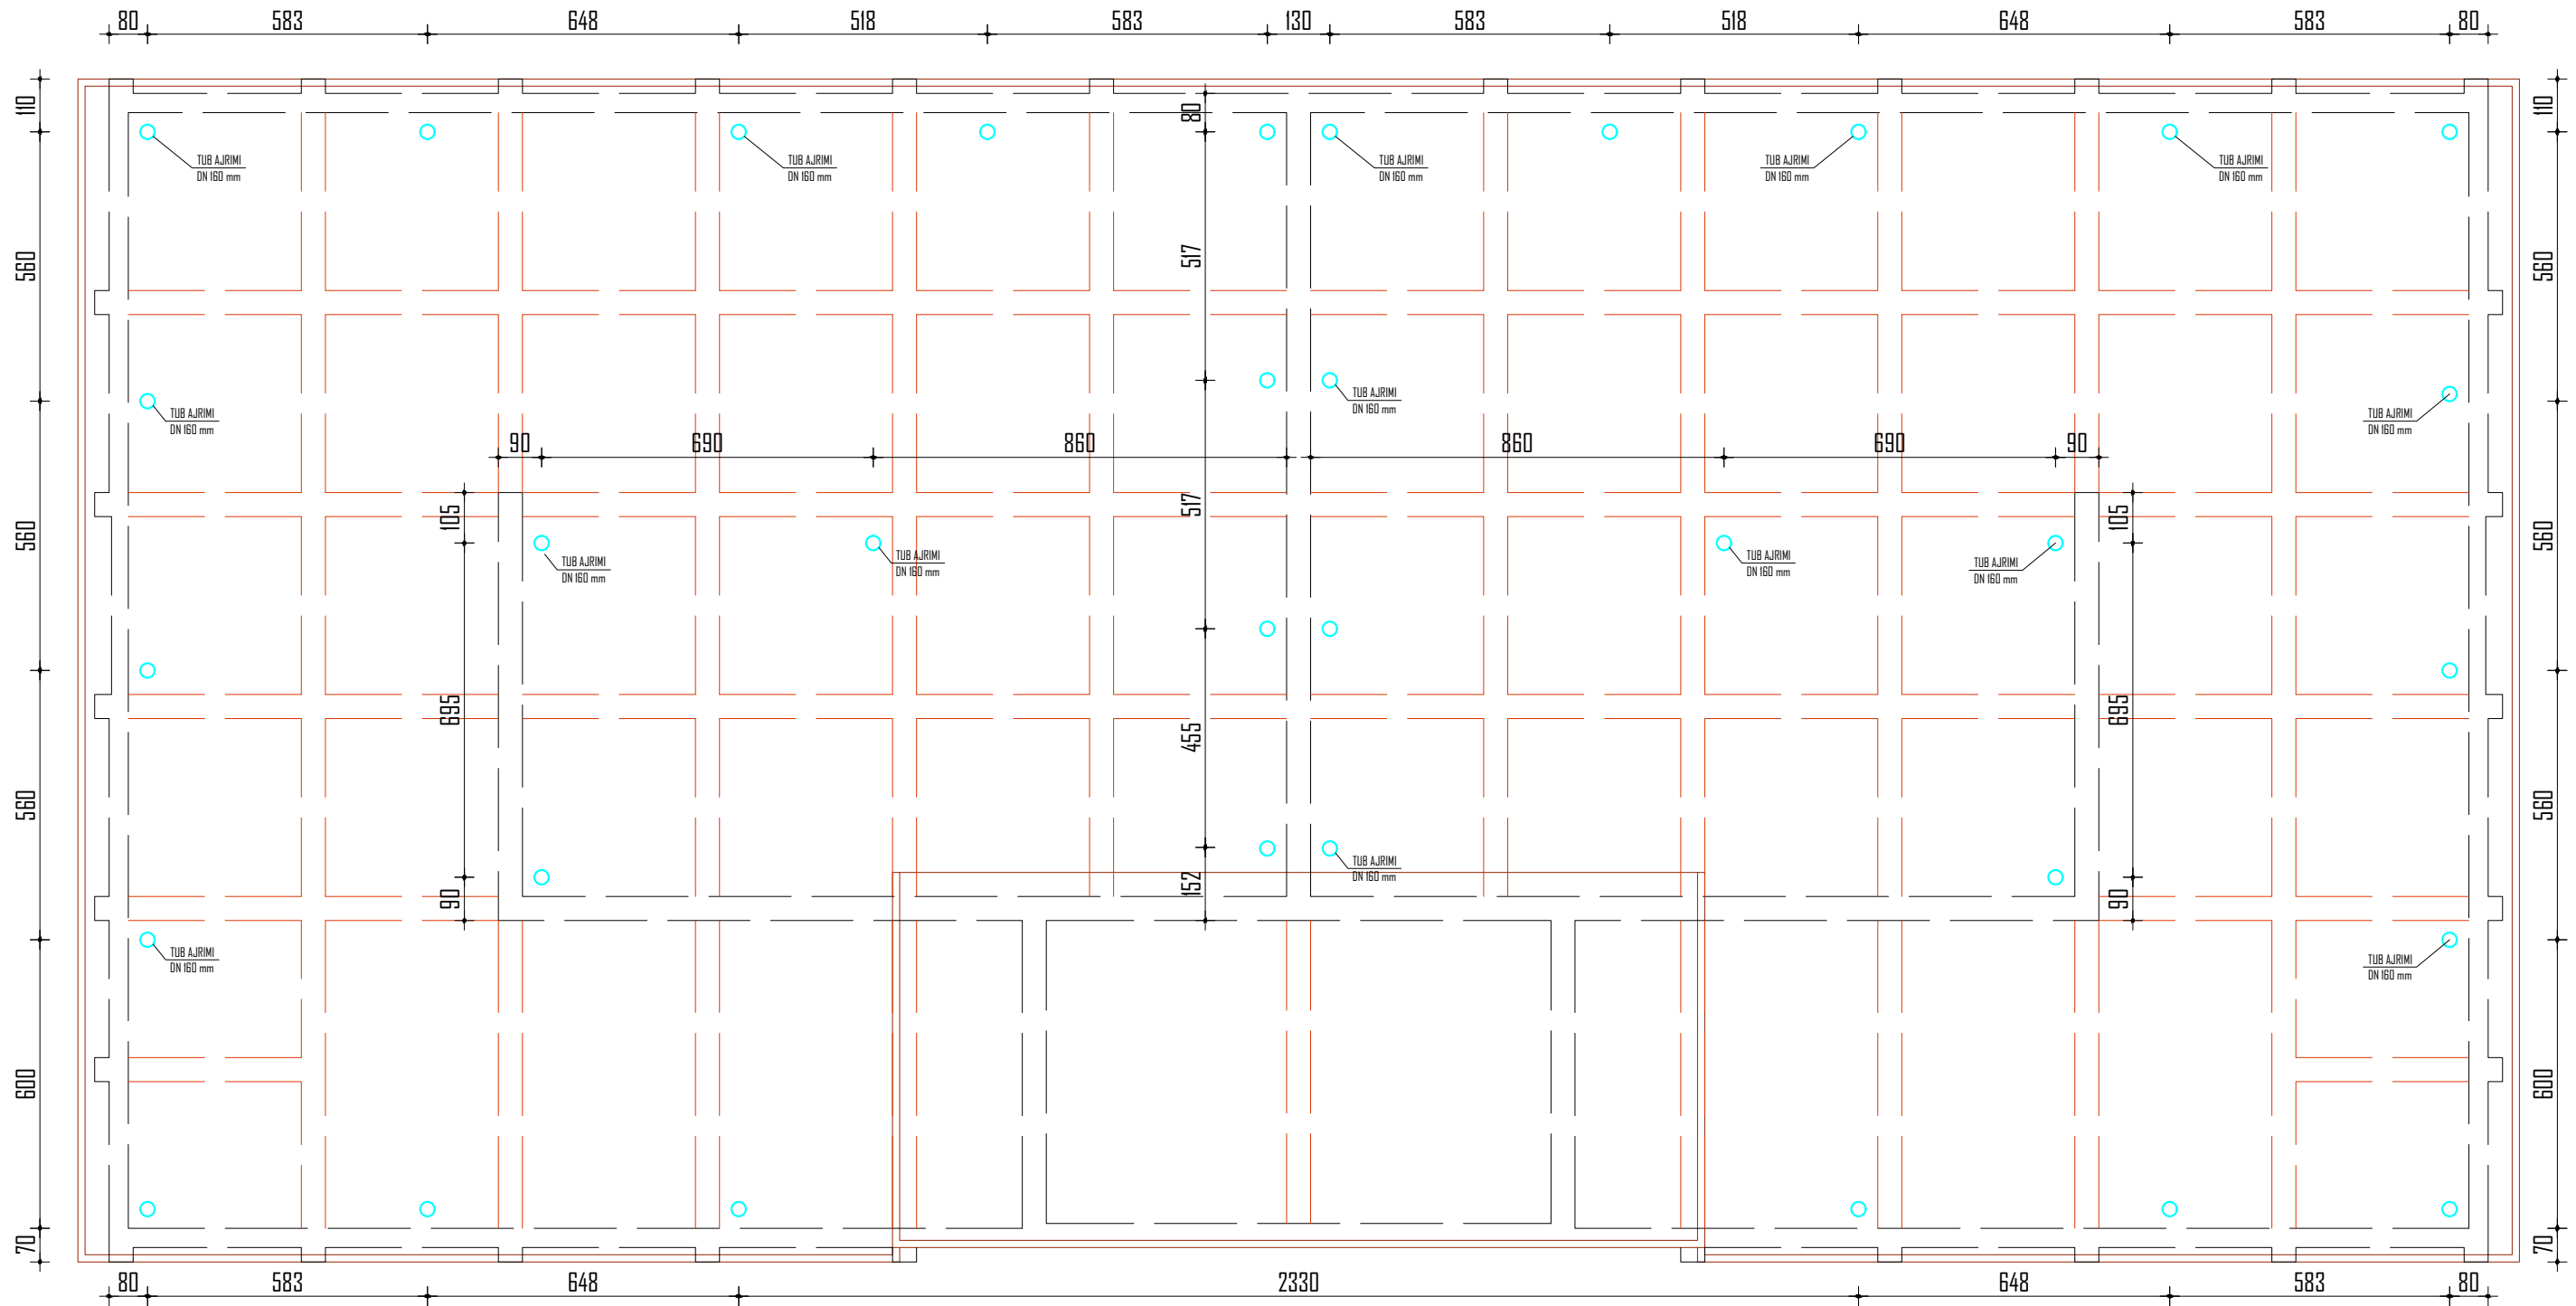 80 583 648 518 583 130 583 518 648 583 80
110 80 110
TUB AJRIMI
DN 160 mm
TUB AJRIMI
DN 160 mm
TUB AJRIMI
DN 160 mm
TUB AJRIMI
DN 160 mm
TUB AJRIMI
DN 160 mm
560 517 560
TUB AJRIMI
DN 160 mm
TUB AJRIMI
DN 160 mm
TUB AJRIMI
DN 160 mm
90 690 860 860 690 90
105 517 105
560 560
TUB AJRIMI
DN 160 mm
TUB AJRIMI
DN 160 mm
TUB AJRIMI
DN 160 mm
TUB AJRIMI
DN 160 mm
695 455 695
560 560
TUB AJRIMI
DN 160 mm
90 152 90
TUB AJRIMI
DN 160 mm
TUB AJRIMI
DN 160 mm
600 600
70 70
80 583 648 2330 648 583 80